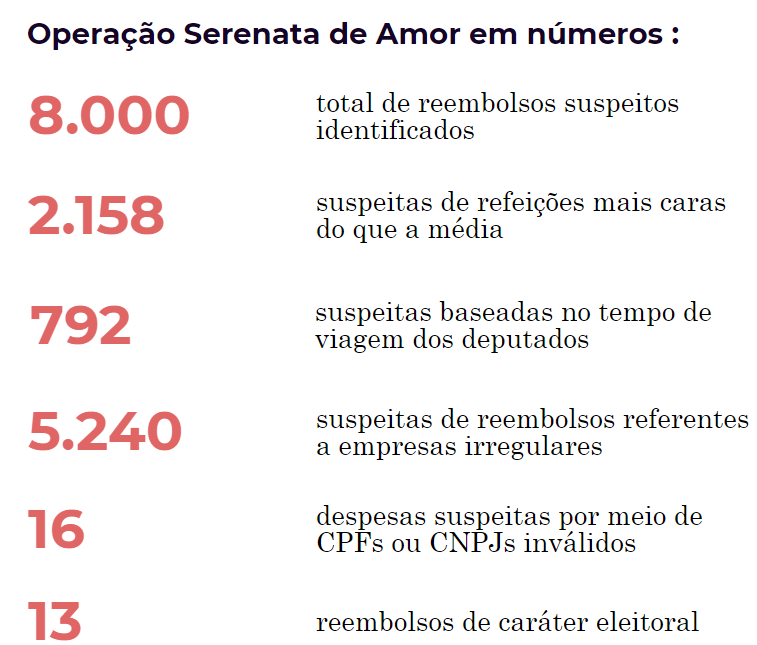 Operação Serenata de Amor em números :
8.000
total de reembolsos suspeitos
identificados
2.158
suspeitas de refeições mais caras
do que a média
792
suspeitas baseadas no tempo de
viagem dos deputados
5.240
suspeitas de reembolsos referentes
a empresas irregulares
16
despesas suspeitas por meio de
CPFs ou CNPJs inválidos
13
reembolsos de caráter eleitoral